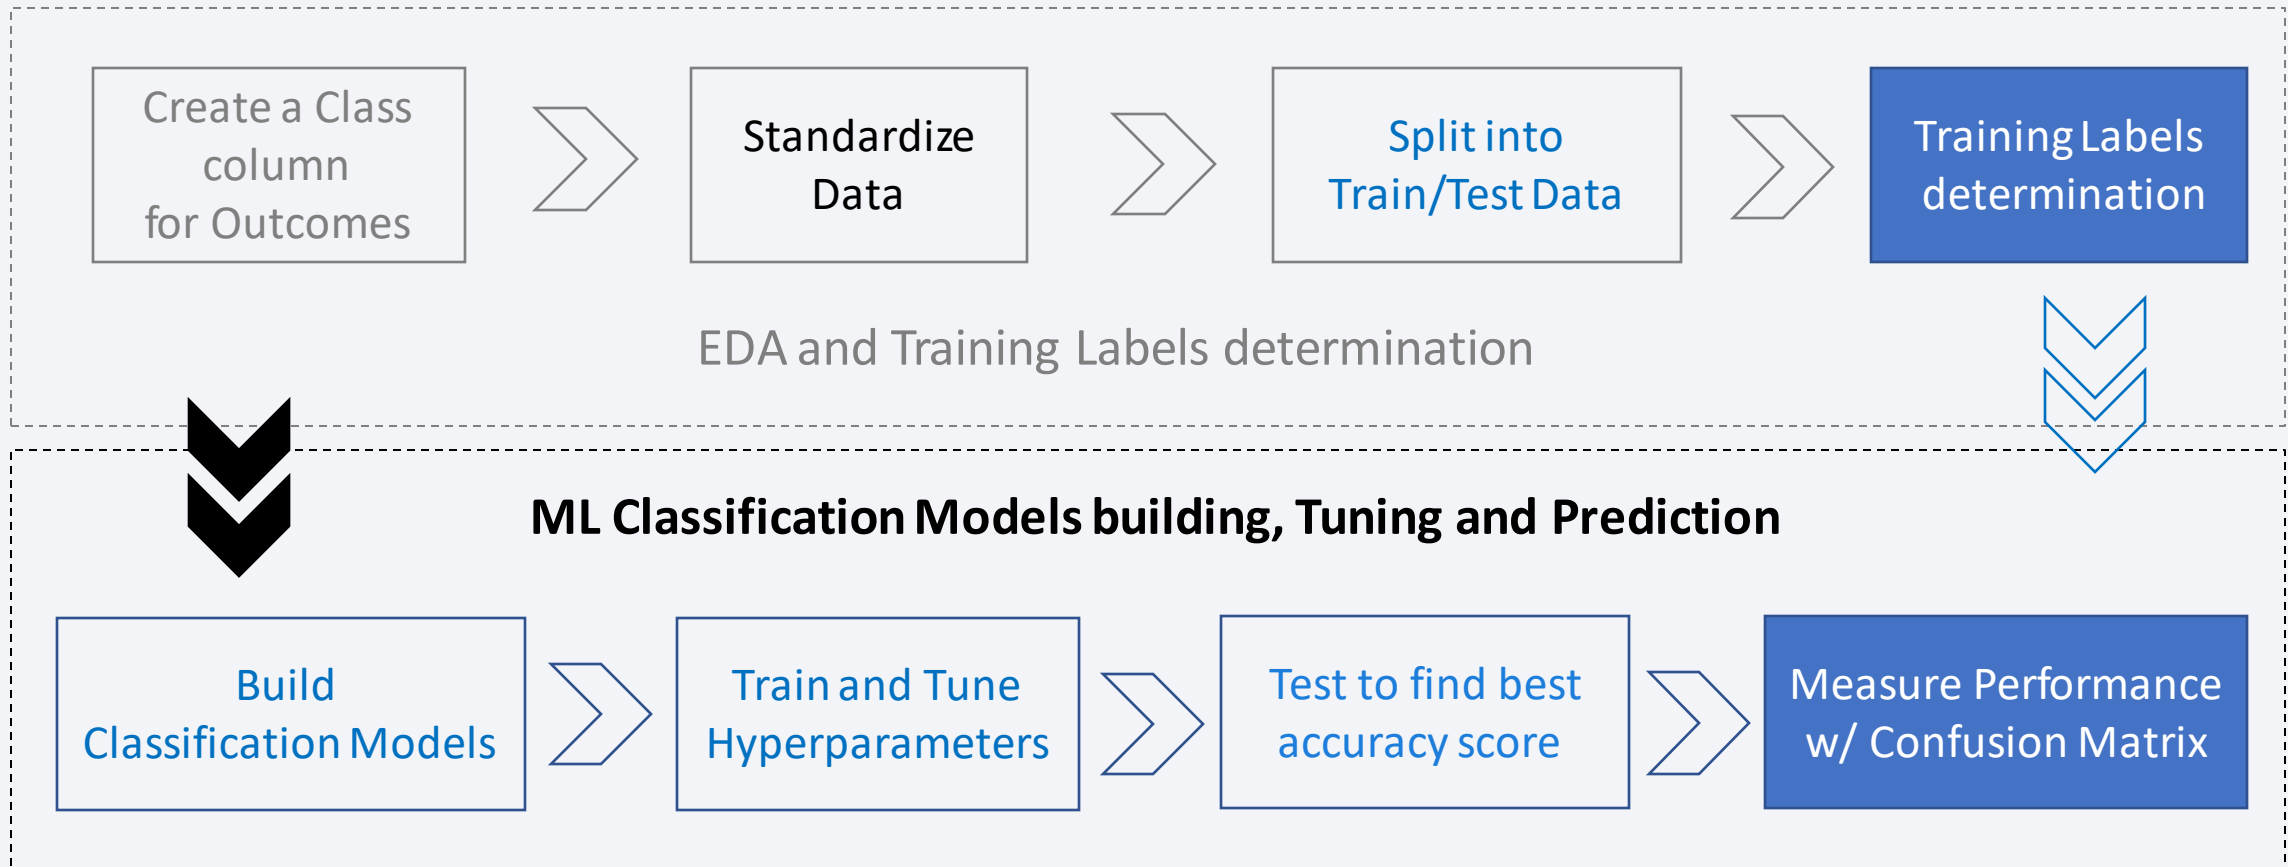 Create a Class
column
for Outcomes
Standardize
Data
Split into
Train/Test Data
Training Labels
determination
EDA and Training Labels determination
ML Classification Models building, Tuning and Prediction
Build
Classification Models
Train and Tune
Hyperparameters
Test to find best
accuracy score
Measure Performance
w/ Confusion Matrix